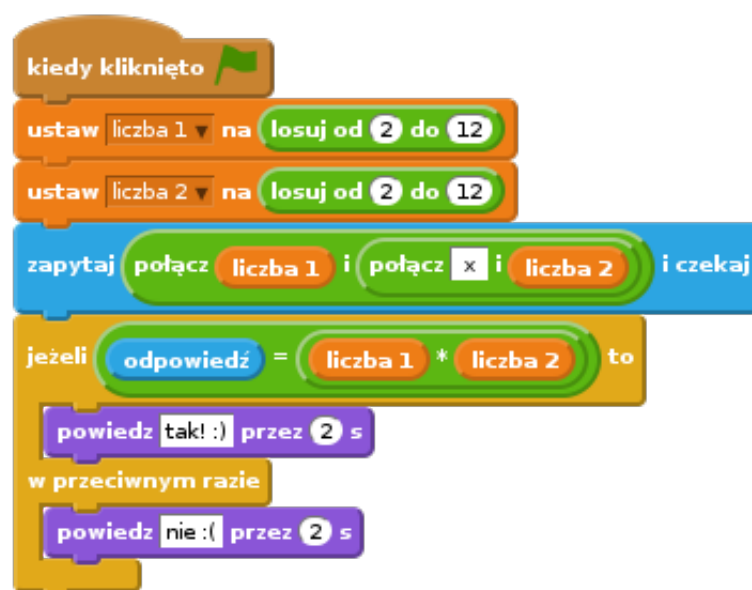 kiedy kliknięto
ustaw liczba 1 na losuj od 2 do 12
ustaw liczba 2 na losuj od 2 do 12
zapytaj połącz liczba 1 i połącz x i liczba 2 i czekaj
jeżeli odpowiedź = liczba 1 * liczba 2 to
powiedz tak! :) przez 2 s
w przeciwnym razie
powiedz nie :( przez 2 s